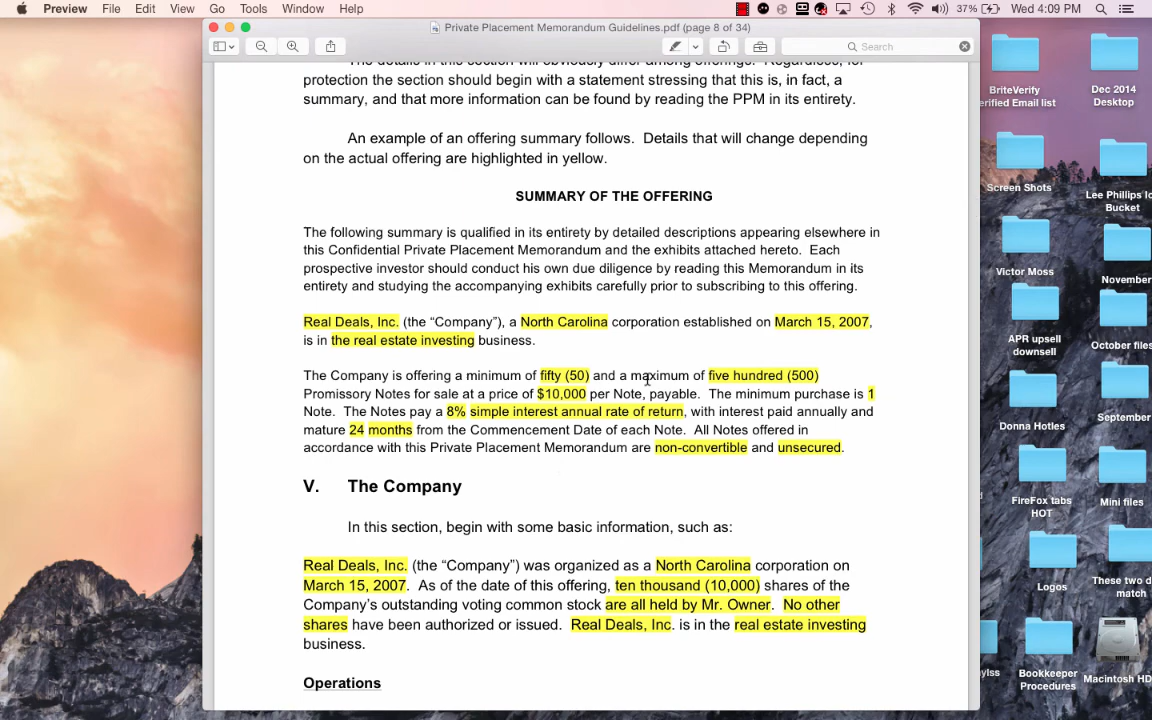 Preview File Edit View Go Tools Window Help 37% Wed 4:09 PM
Private Placement Memorandum Guidelines.pdf (page 8 of 34)
Search
protection the section should begin with a statement stressing that this is, in fact, a
summary, and that more information can be found by reading the PPM in its entirety.
An example of an offering summary follows. Details that will change depending
on the actual offering are highlighted in yellow.
SUMMARY OF THE OFFERING
The following summary is qualified in its entirety by detailed descriptions appearing elsewhere in
this Confidential Private Placement Memorandum and the exhibits attached hereto. Each
prospective investor should conduct his own due diligence by reading this Memorandum in its
entirety and studying the accompanying exhibits carefully prior to subscribing to this offering.
Real Deals, Inc. (the “Company”), a North Carolina corporation established on March 15, 2007,
is in the real estate investing business.
The Company is offering a minimum of fifty (50) and a maximum of five hundred (500)
Promissory Notes for sale at a price of $10,000 per Note, payable. The minimum purchase is 1
Note. The Notes pay a 8% simple interest annual rate of return, with interest paid annually and
mature 24 months from the Commencement Date of each Note. All Notes offered in
accordance with this Private Placement Memorandum are non-convertible and unsecured.
V. The Company
In this section, begin with some basic information, such as:
Real Deals, Inc. (the “Company”) was organized as a North Carolina corporation on
March 15, 2007. As of the date of this offering, ten thousand (10,000) shares of the
Company’s outstanding voting common stock are all held by Mr. Owner. No other
shares have been authorized or issued. Real Deals, Inc. is in the real estate investing
business.
Operations
BriteVerify
erified Email list
Dec 2014
Desktop
Screen Shots
Lee Phillips Ic
Bucket
Victor Moss
November
APR upsell
downsell
October files
Donna Hotles
September
FireFox tabs
HOT
Mini files
Logos
These two d
match
Bookkeeper
Procedures
Macintosh HD